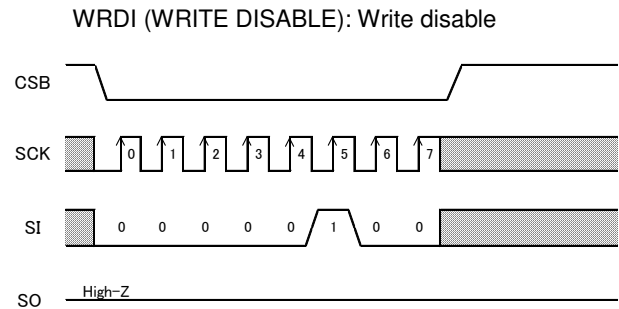 WRDI (WRITE DISABLE): Write disable
CSB
SCK 0 1 2 3 4 5 6 7
SI 0 0 0 0 0 1 0 0
SO High-Z